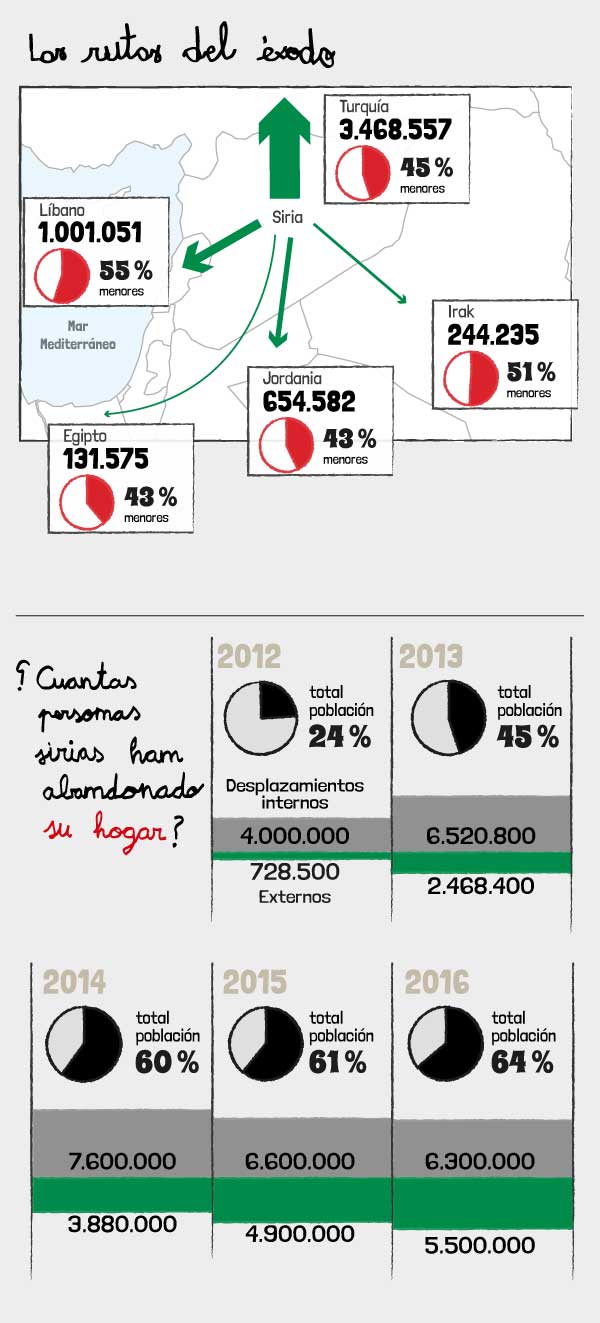 Las rutas del éxodo
Turquía
3.468.557
45 %
menores
Siria
Líbano
1.001.051
55 %
menores
Mar
Mediterráneo
Irak
244.235
51 %
menores
Jordania
654.582
43 %
menores
Egipto
131.575
43 %
menores
¿Cuantas
personas
sirias han
abandonado
su hogar?
2012
total
población
24 %
Desplazamientos
internos
4.000.000
728.500
Externos
2013
total
población
45 %
6.520.800
2.468.400
2014
total
población
60 %
7.600.000
3.880.000
2015
total
población
61 %
6.600.000
4.900.000
2016
total
población
64 %
6.300.000
5.500.000